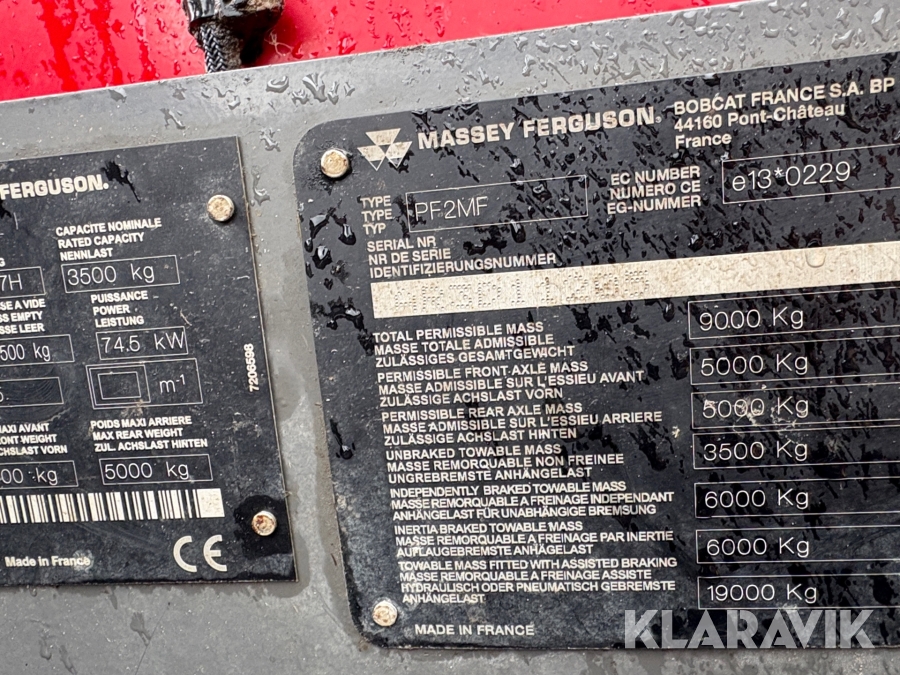 FERGUSON.
CAPACITE NOMINALE
RATED CAPACITY
NENNLAST
7H
3500 kg
SE A VIDE
SS EMPTY
SSE LEER
PUISSANCE
POWER
LEISTUNG
500 kg
74.5 kW
m-1
7206598
MAXI AVANT
FRONT WEIGHT
ACHSLAST VORN
POIDS MAXI ARRIERE
MAX REAR WEIGHT
ZUL. ACHSLAST HINTEN
00 kg
5000 kg
Made in France
CE
MASSEY FERGUSON.
BOBCAT FRANCE S.A. BP
44160 Pont-Château
France
TYPE
TYPE
TYP
PF2MF
EC NUMBER
NUMERO CE
EG-NUMMER
e13*0229
SERIAL NR
NR DE SERIE
IDENTIFIZIERUNGSNUMMER
TOTAL PERMISSIBLE MASS
MASSE TOTALE ADMISSIBLE
ZULÄSSIGES GESAMTGEWICHT
9000 Kg
PERMISSIBLE FRONT-AXLE MASS
MASSE ADMISSIBLE SUR L'ESSIEU AVANT
ZULÄSSIGE ACHSLAST VORN
5000 Kg
PERMISSIBLE REAR AXLE MASS
MASSE ADMISSIBLE SUR L'ESSIEU ARRIERE
ZULÄSSIGE ACHSLAST HINTEN
5000 Kg
UNBRAKED TOWABLE MASS
MASSE REMORQUABLE NON FREINEE
UNGREBREMSTE ANHÄNGELAST
3500 Kg
INDEPENDENTLY BRAKED TOWABLE MASS
MASSE REMORQUABLE A FREINAGE INDEPENDANT
ANHÄNGELAST FÜR UNABHÄNGIGE BREMSUNG
6000 Kg
INERTIA BRAKED TOWABLE MASS
MASSE REMORQUABLE A FREINAGE PAR INERTIE
AUFLAUGEBREMSTE ANHÄGELAST
6000 Kg
TOWABLE MASS FITTED WITH ASSISTED BRAKING
MASSE REMORQUABLE A FREINAGE ASSISTE
HYDRAULISCH ODER PNEUMATISCH GEBREMSTE
ANHÄNGELAST
19000 Kg
MADE IN FRANCE
KLARAVIK